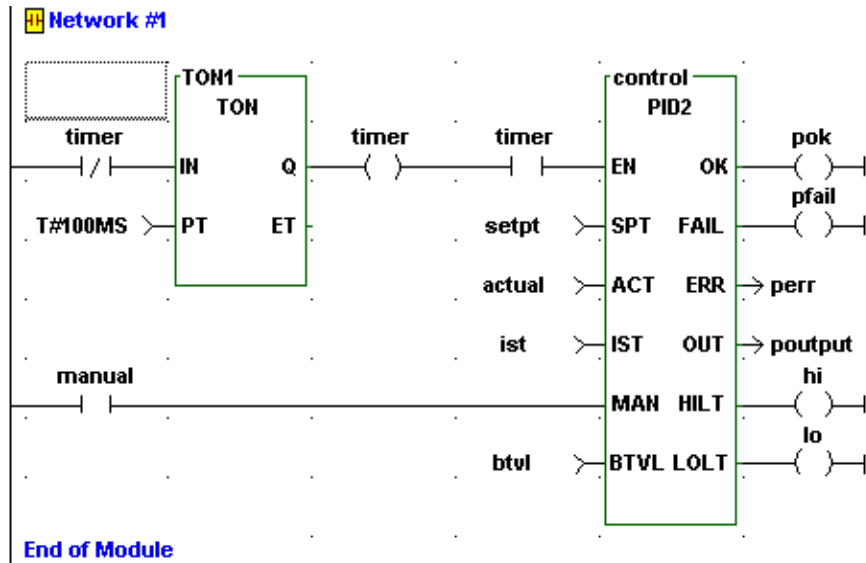 Network #1
TON1 control
TON PID2
timer timer timer pok
IN Q EN OK
pfail
T#100MS PT ET setpt SPT FAIL
actual ACT ERR perr
ist IST OUT poutput
manual hi
MAN HILT
lo
btvl BTVL LOLT
End of Module